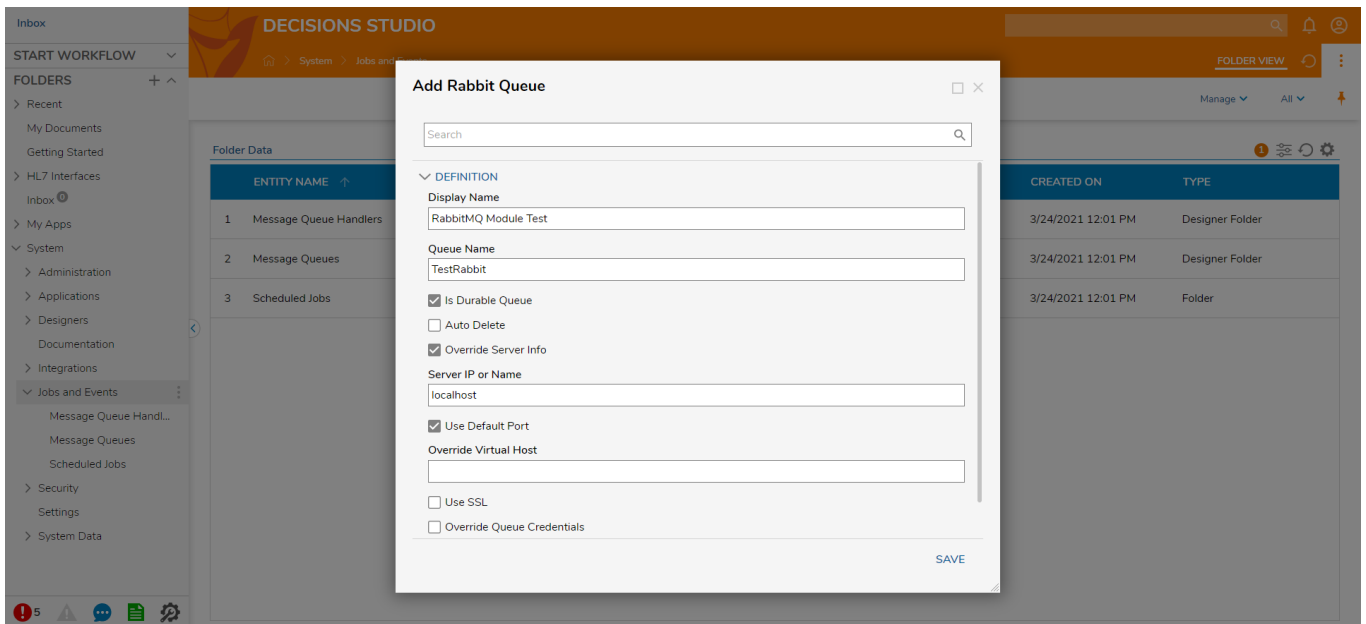 Inbox
DECISIONS STUDIO
START WORKFLOW
System > Jobs and Events
FOLDER VIEW
FOLDERS
Recent
Manage
All
My Documents
Getting Started
HL7 Interfaces
Inbox 0
My Apps
System
Administration
Applications
Designers
Documentation
Integrations
Jobs and Events
Message Queue Handl...
Message Queues
Scheduled Jobs
Security
Settings
System Data
5
Folder Data
1
ENTITY NAME
CREATED ON
TYPE
1 Message Queue Handlers 3/24/2021 12:01 PM Designer Folder
2 Message Queues 3/24/2021 12:01 PM Designer Folder
3 Scheduled Jobs 3/24/2021 12:01 PM Folder
Add Rabbit Queue
Search
DEFINITION
Display Name
RabbitMQ Module Test
Queue Name
TestRabbit
Is Durable Queue
Auto Delete
Override Server Info
Server IP or Name
localhost
Use Default Port
Override Virtual Host
Use SSL
Override Queue Credentials
SAVE